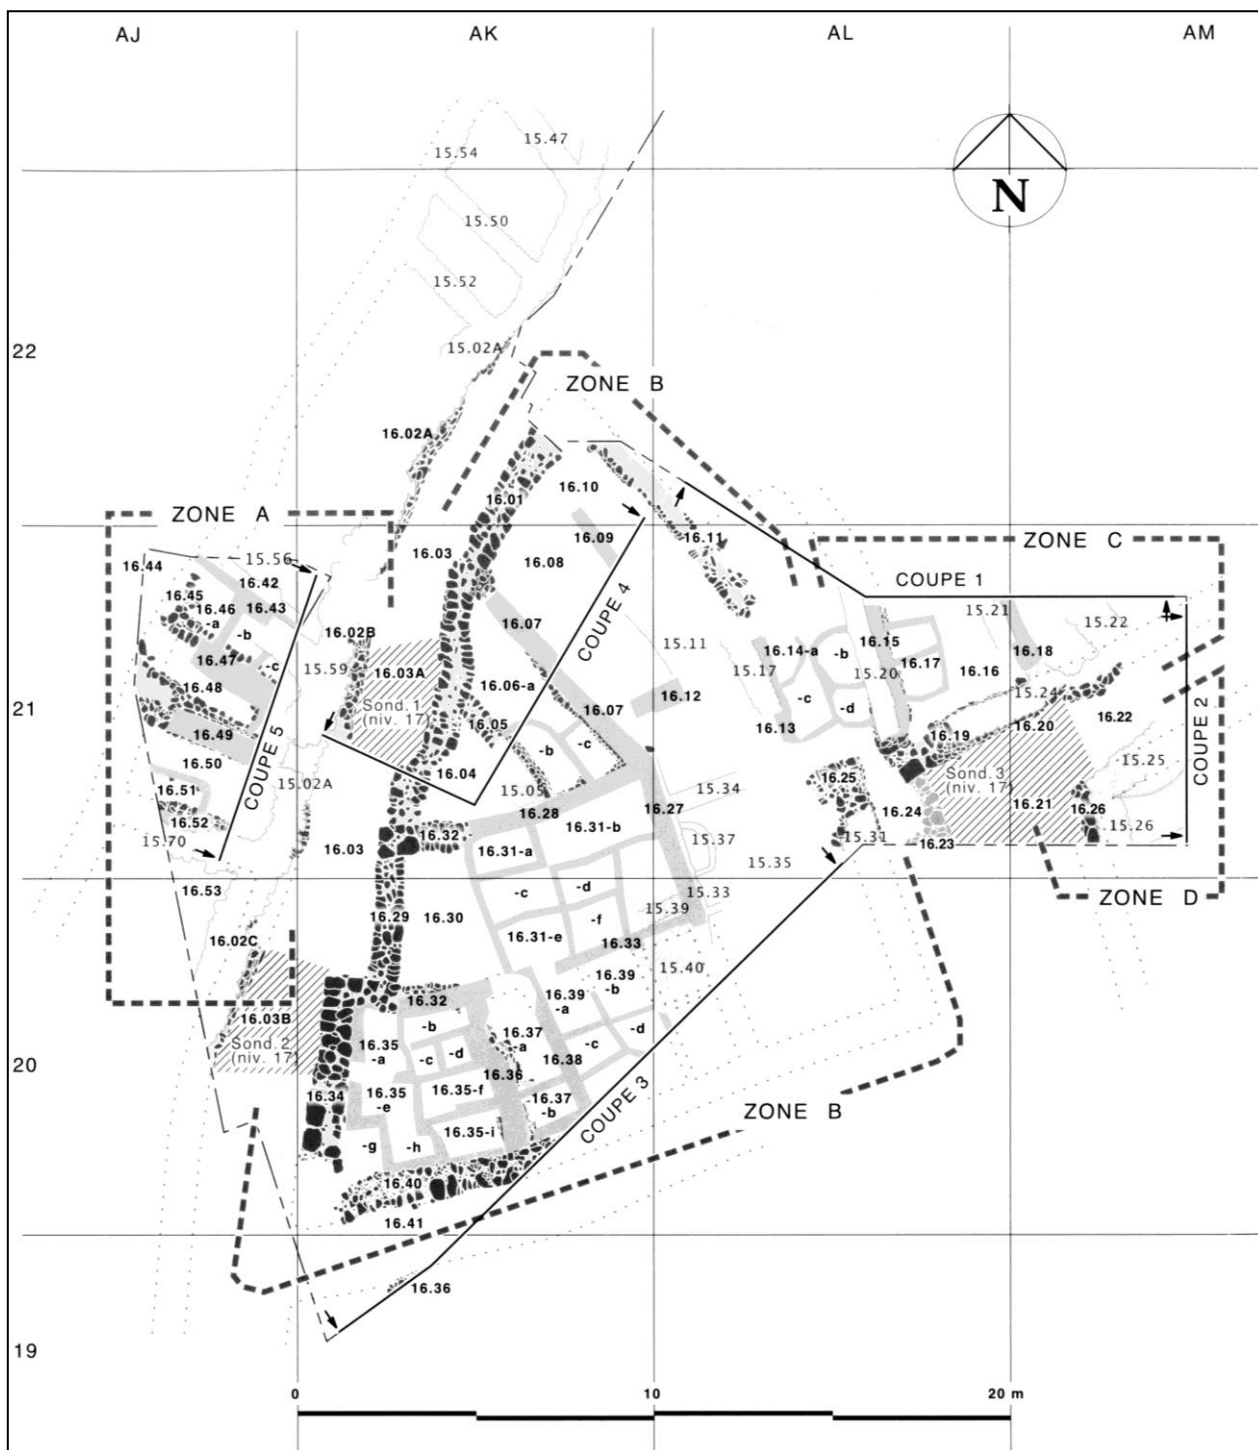 AJ AK AL AM
15.47
15.54
N
15.50
15.52
22
15.02A
ZONE B
16.02A
16.10
16.01
ZONE A
16.09
16.11
ZONE C
16.03
15.56
16.44
16.08
16.42
COUPE 1
16.45
16.46
-a
16.43
15.21
15.22
COUPE 4
16.07
16.02B
-b
15.11
16.15
16.47
-c
15.59
16.14-a
-b
16.17
16.18
15.17
15.20
16.16
16.03A
16.06-a
16.48
15.24
16.12
-c
Sond. 1
(niv. 17)
16.07
-d
21
16.05
16.20
16.22
16.13
16.49
16.19
COUPE 2
-b
-c
16.50
COUPE 5
15.25
16.04
Sond. 3
(niv. 17)
15.02A
16.25
16.51
15.05
15.34
16.21
16.28
16.27
16.24
16.26
16.52
16.31-b
15.26
15.70
16.32
15.37
15.31
16.03
16.31-a
16.23
15.35
16.53
-c
-d
15.33
ZONE D
15.39
16.29
16.30
-f
16.02C
16.31-e
16.33
15.40
16.39
-b
16.32
16.39
-a
16.03B
-b
16.37
-a
-d
Sond. 2
(niv. 17)
16.35
-a
-c
-d
-c
16.38
20
16.36
16.35
-e
16.35-f
16.34
16.37
-b
COUPE 3
ZONE B
16.35-i
-g
-h
16.40
16.41
16.36
19
0 10 20 m